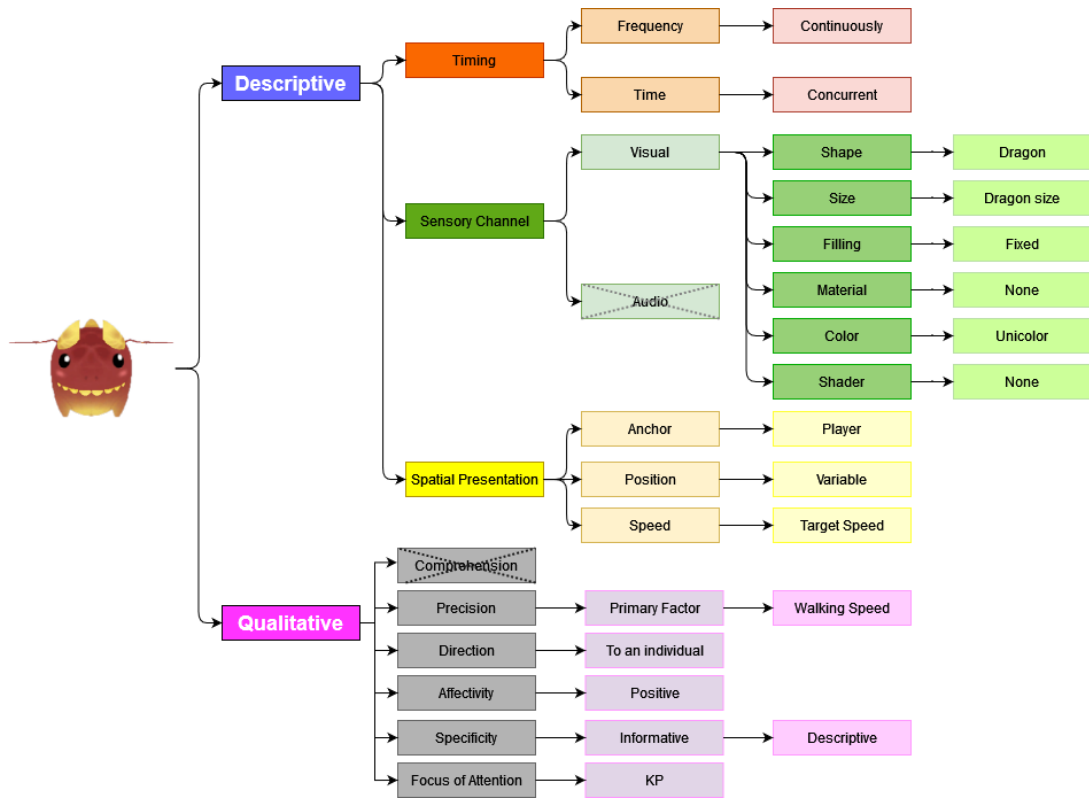 Descriptive
Timing
Frequency
Continuously
Time
Concurrent
Sensory Channel
Visual
Shape
Dragon
Size
Dragon size
Filling
Fixed
Material
None
Color
Unicolor
Shader
None
Audio
Spatial Presentation
Anchor
Player
Position
Variable
Speed
Target Speed
Qualitative
Comprehension
Precision
Primary Factor
Walking Speed
Direction
To an individual
Affectivity
Positive
Specificity
Informative
Descriptive
Focus of Attention
KP